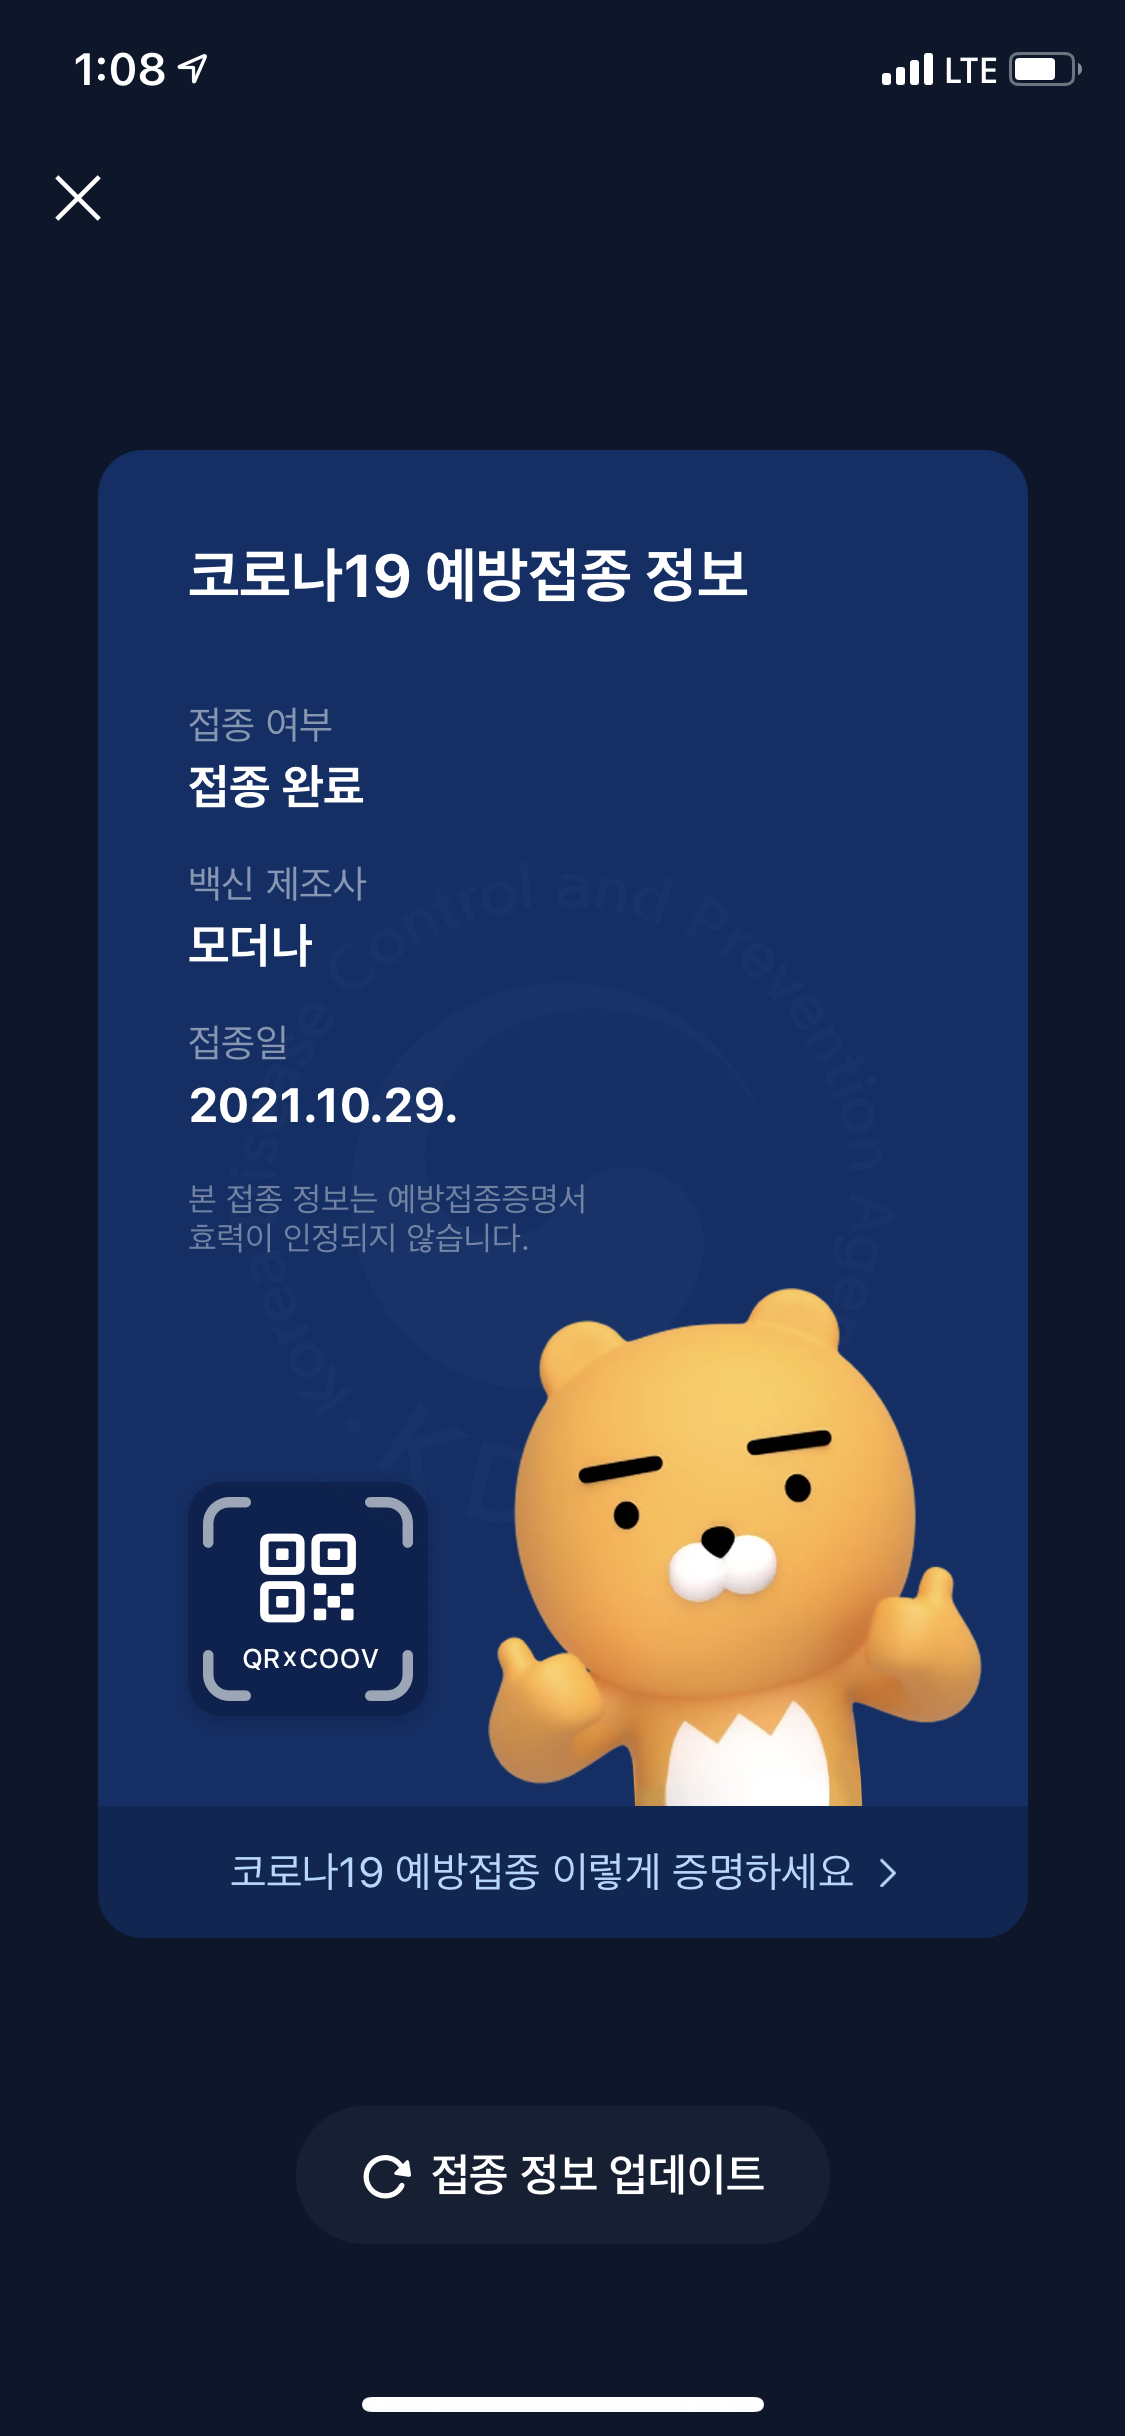 1:08
LTE
코로나19 예방접종 정보
접종 여부
접종 완료
백신 제조사
모더나
접종일
2021.10.29.
본 접종 정보는 예방접종증명서
효력이 인정되지 않습니다.
Korea Disease Control and Prevention
KD
QRxCOOV
코로나19 예방접종 이렇게 증명하세요
접종 정보 업데이트